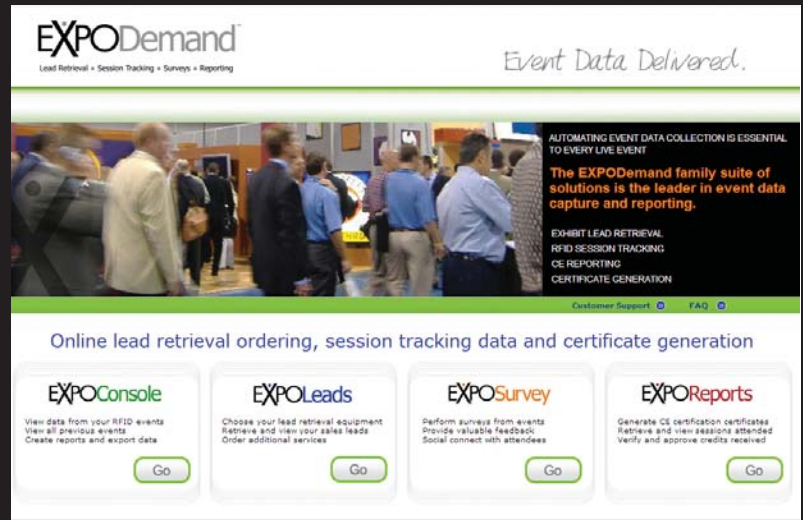 EXPODemand™
Lead Retrieval • Session Tracking • Surveys • Reporting
Event Data Delivered.
AUTOMATING EVENT DATA COLLECTION IS ESSENTIAL
TO EVERY LIVE EVENT
The EXPODemand family suite of
solutions is the leader in event data
capture and reporting.
EXHIBIT LEAD RETRIEVAL
RFID SESSION TRACKING
CE REPORTING
CERTIFICATE GENERATION
Customer Support FAQ
Online lead retrieval ordering, session tracking data and certificate generation
EXPOConsole
View data from your RFID events
View all previous events
Create reports and export data
Go
EXPOLeads
Choose your lead retrieval equipment
Retrieve and view your sales leads
Order additional services
Go
EXPOSurvey
Perform surveys from events
Provide valuable feedback
Social connect with attendees
Go
EXPOReports
Generate CE certification certificates
Retrieve and view sessions attended
Verify and approve credits received
Go